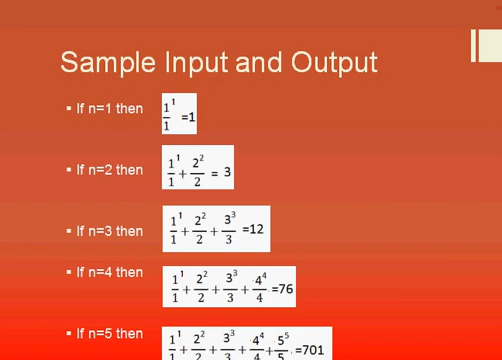 Sample Input and Output
▪ If n=1 then 1¹/1 =1
▪ If n=2 then 1¹/1 + 2²/2 = 3
▪ If n=3 then 1¹/1 + 2²/2 + 3³/3 =12
▪ If n=4 then 1¹/1 + 2²/2 + 3³/3 + 4⁴/4 =76
▪ If n=5 then 1¹/1 + 2²/2 + 3³/3 + 4⁴/4 + 5⁵/5 =701